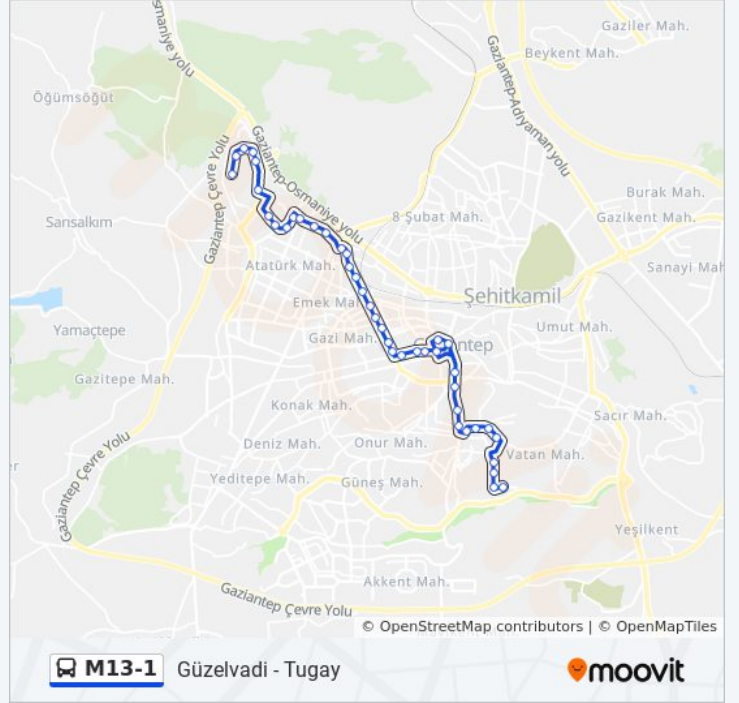 Gaziler Mah.
Beykent Mah.
smaniye yolu
Gaziantep-Adıyaman yolu
Öğümsöğüt
Gaziantep-Osmaniye yolu
Gaziantep Çevre Yolu
Burak Mah.
8 Şubat Mah.
Gazikent Mah.
Sarısalkım
Atatürk Mah.
Sanayi Mah
Şehitkamil
Emek Mah
Yamaçtepe
Umut Mah.
Gazi Mah.
Gazitepe Mah.
Konak Mah.
Sacır Mah.
Deniz Mah.
Onur Mah.
Vatan Mah.
Gaziantep Çevre Yolu
Yeditepe Mah.
Güneş Mah.
Yeşilkent
Akkent Mah.
Gaziantep Çevre Yolu
© OpenStreetMap contributors | © OpenMapTiles
M13-1 Güzelvadi - Tugay
moovit